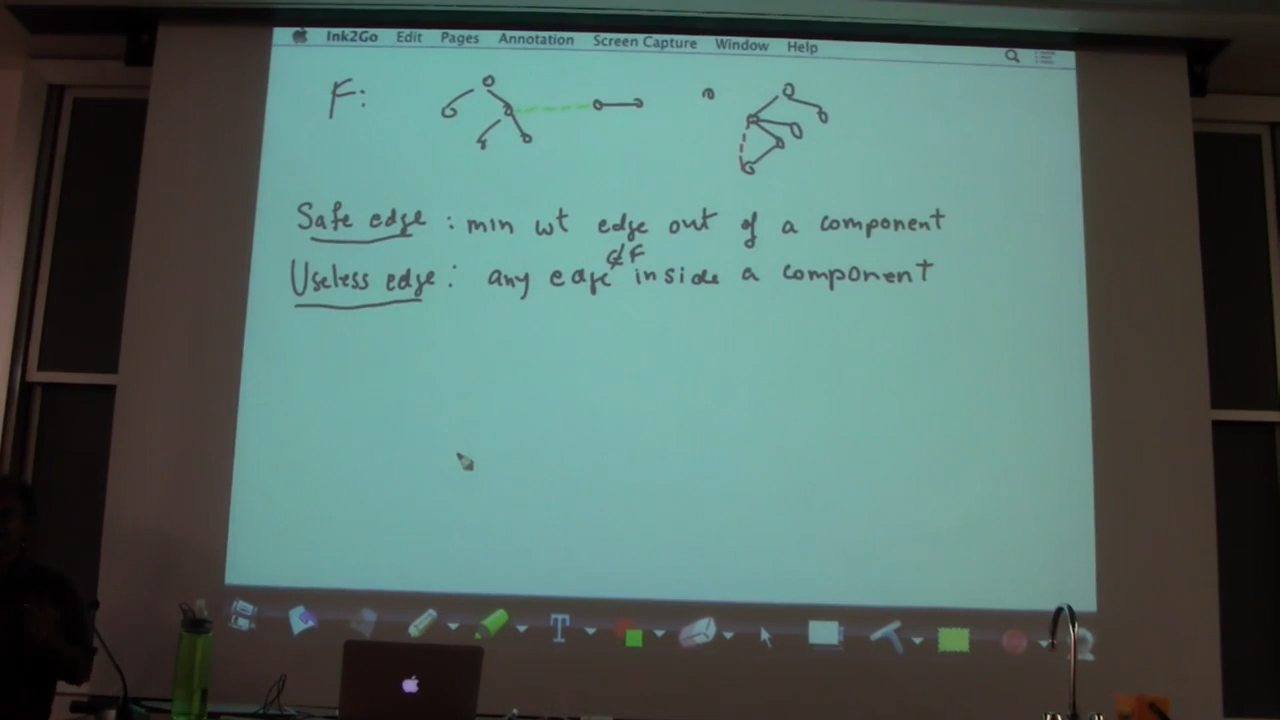 Ink2Go Edit Pages Annotation Screen Capture Window Help
F:
Safe edge : min wt edge out of a component
∉F
Useless edge : any edge inside a component
T